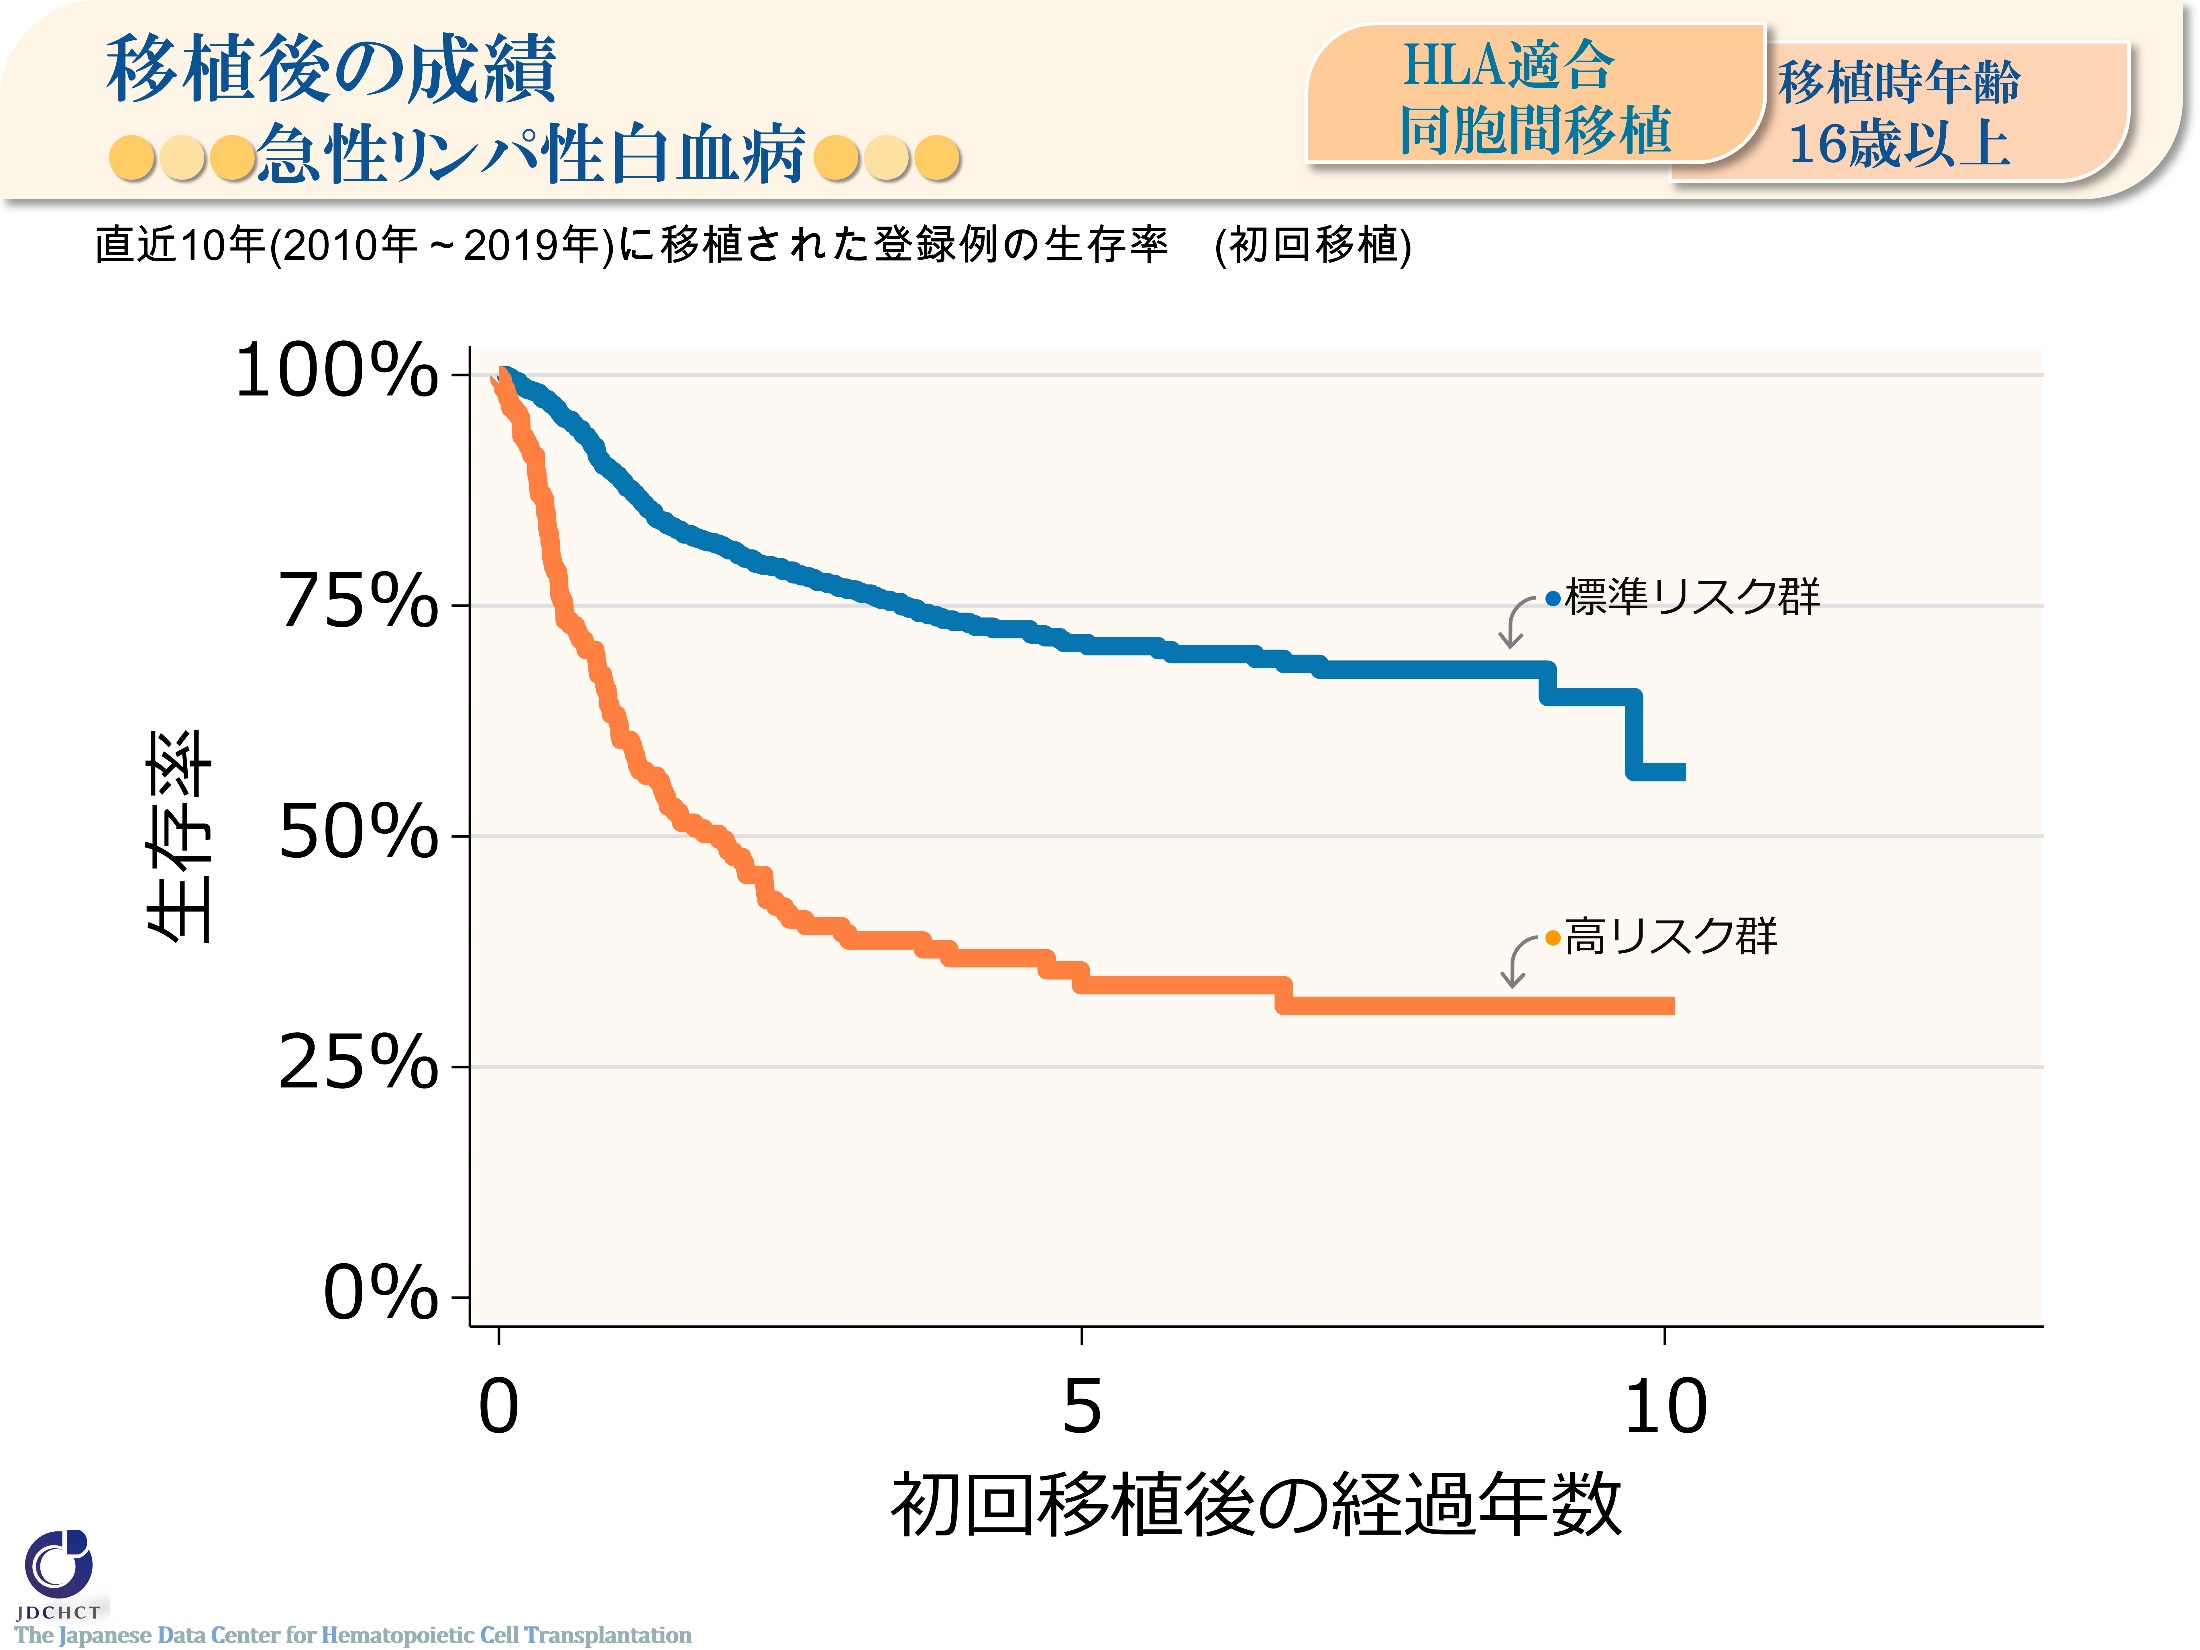 移植後の成績
急性リンパ性白血病
HLA適合
同胞間移植
移植時年齢
16歳以上
直近10年(2010年～2019年)に移植された登録例の生存率　(初回移植)
100%
75%
50%
25%
0%
生存率
標準リスク群
高リスク群
0
5
10
初回移植後の経過年数
JDCHCT
The Japanese Data Center for Hematopoietic Cell Transplantation